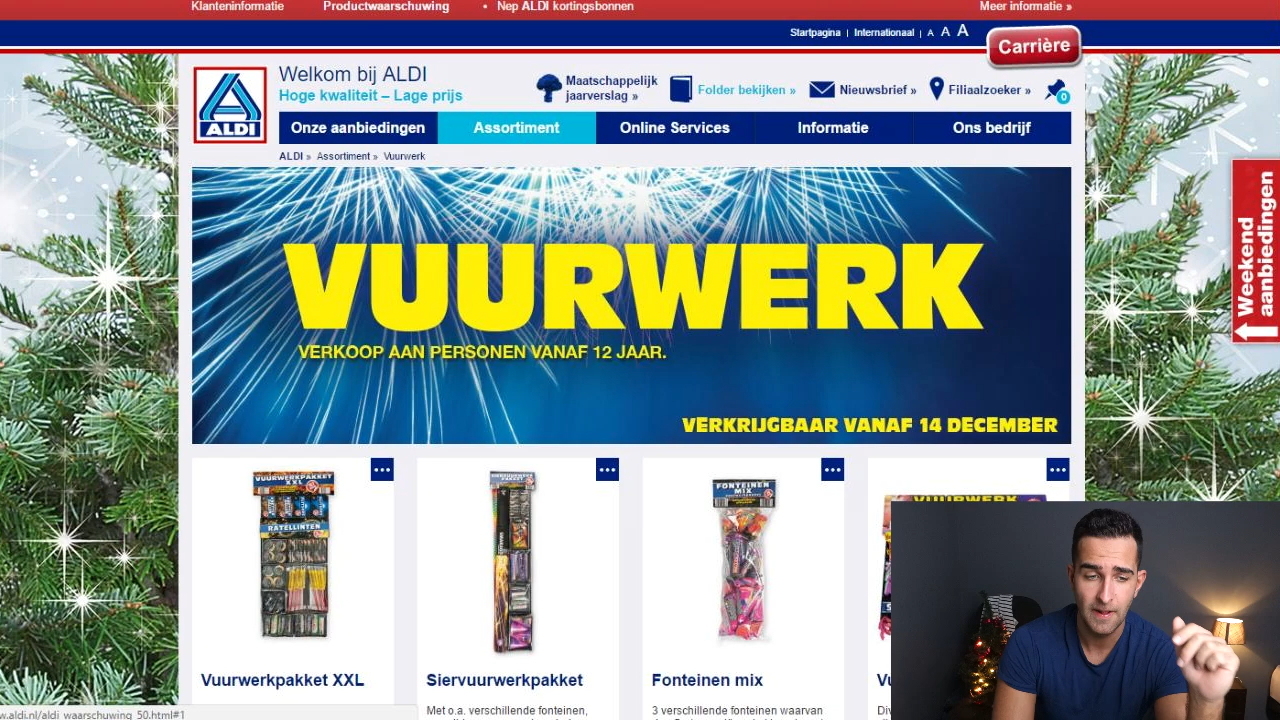 Klanteninformatie Productwaarschuwing • Nep ALDI kortingsbonnen Meer informatie »
Startpagina | Internationaal | A A A
Carrière
Welkom bij ALDI
Hoge kwaliteit – Lage prijs
Maatschappelijk
jaarverslag »
Folder bekijken »
Nieuwsbrief »
Filiaalzoeker »
0
ALDI
Onze aanbiedingen Assortiment Online Services Informatie Ons bedrijf
ALDI » Assortiment » Vuurwerk
Weekend
aanbiedingen
VUURWERK
VERKOOP AAN PERSONEN VANAF 12 JAAR.
VERKRIJGBAAR VANAF 14 DECEMBER
VUURWERKPAKKET
XXL
RATELLINTEN
FONTEINEN
MIX
VUURWERK
Vuurwerkpakket XXL
Siervuurwerkpakket
Fonteinen mix
Met o.a. verschillende fonteinen,
3 verschillende fonteinen waarvan
w.aldi.nl/aldi_waarschuwing_50.html#1